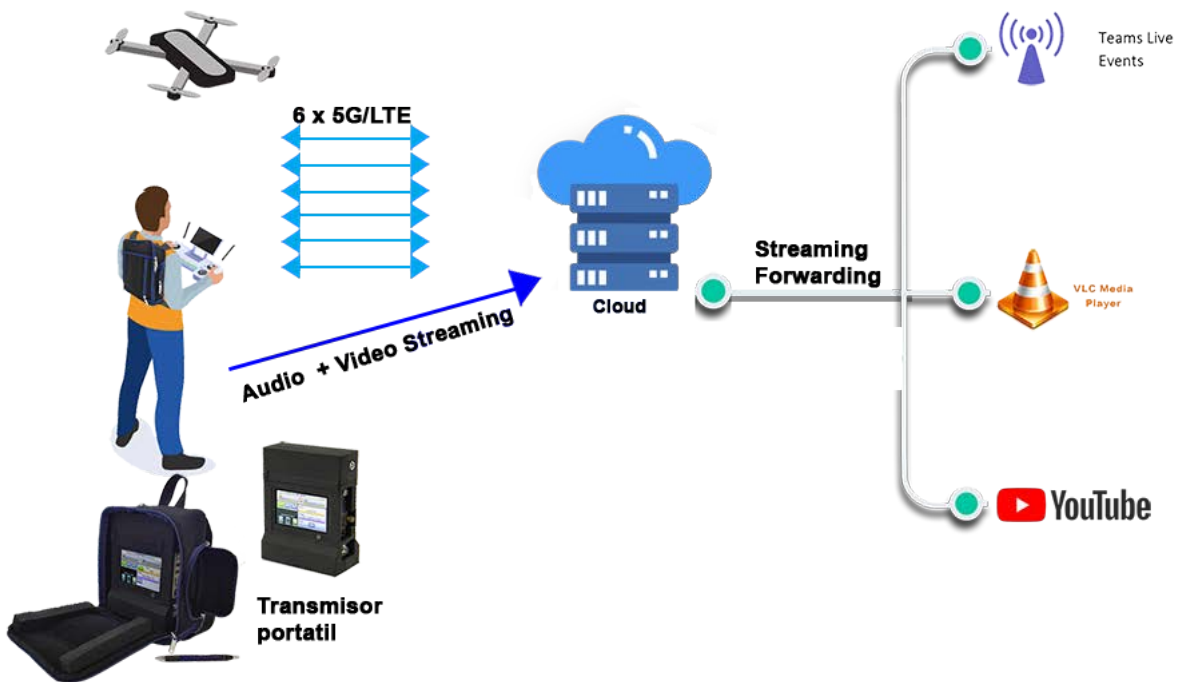 6 x 5G/LTE
Audio + Video Streaming
Cloud
Streaming
Forwarding
Teams Live
Events
VLC Media
Player
YouTube
Transmisor
portatil